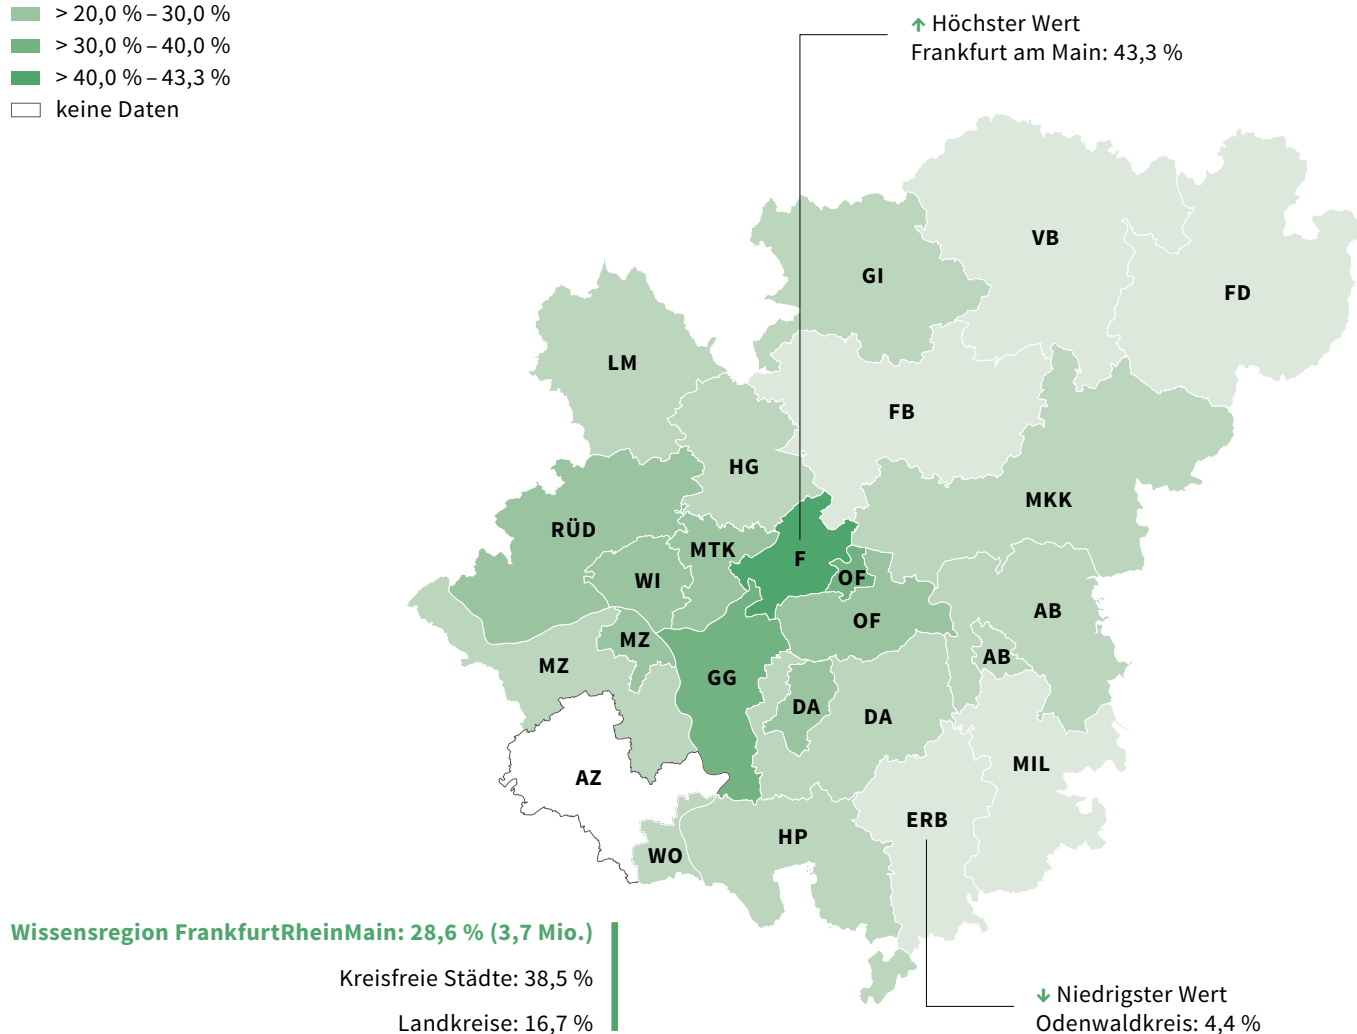 > 20,0 % – 30,0 %
> 30,0 % – 40,0 %
> 40,0 % – 43,3 %
keine Daten
↑ Höchster Wert
Frankfurt am Main: 43,3 %
VB
GI
FD
LM
FB
HG
MKK
RÜD
MTK
F
WI
OF
AB
OF
MZ
AB
MZ
GG
DA
DA
MIL
AZ
ERB
HP
WO
Wissensregion FrankfurtRheinMain: 28,6 % (3,7 Mio.)
Kreisfreie Städte: 38,5 %
Landkreise: 16,7 %
↓ Niedrigster Wert
Odenwaldkreis: 4,4 %